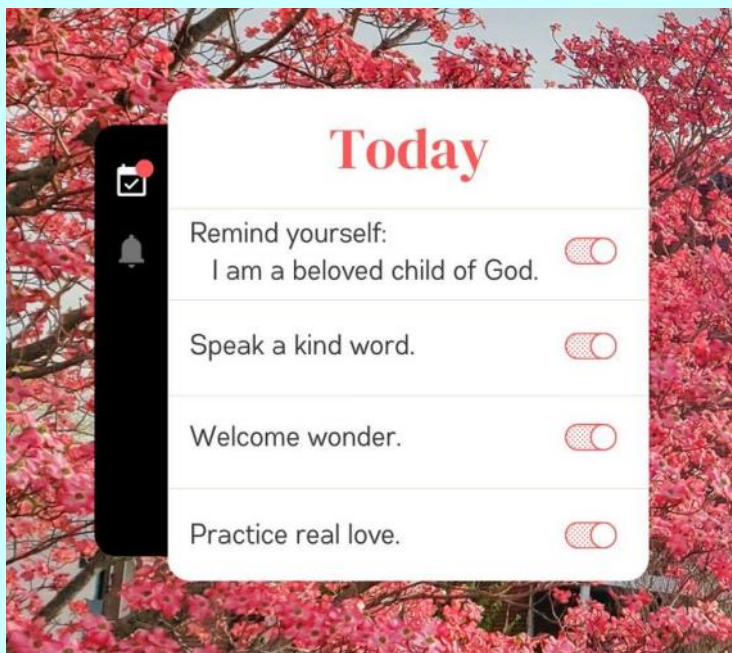 Today
Remind yourself:
I am a beloved child of God.
Speak a kind word.
Welcome wonder.
Practice real love.